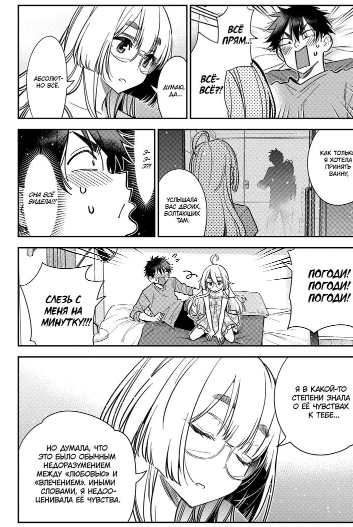 ВСЁ
ПРЯМ...
ВСЁ-
ВСЁ?!
ДУМАЮ,
ДА...
АБСОЛЮТ-
НО ВСЁ.
КАК ТОЛЬКО
Я ХОТЕЛА
ПРИНЯТЬ
ВАННУ,
УСЛЫШАЛА
ВАС ДВОИХ,
БОЛТАЮЩИХ
ТАМ.
Э-
Э-
Э?!
ОНА ВСЁ
ВИДЕЛА!!!
ПОГОДИ!
ПОГОДИ!
ПОГОДИ!
СЛЕЗЬ С
МЕНЯ НА
МИНУТКУ!!!
Я В КАКОЙ-ТО
СТЕПЕНИ ЗНАЛА
О ЕЁ ЧУВСТВАХ
К ТЕБЕ...
НО ДУМАЛА, ЧТО
ЭТО БЫЛО ОБЫЧНЫМ
НЕДОРАЗУМЕНИЕМ
МЕЖДУ «ЛЮБОВЬЮ» И
«ВЛЕЧЕНИЕМ». ИНЫМИ
СЛОВАМИ, Я НЕДОО-
ЦЕНИВАЛА ЕЁ ЧУВСТВА.